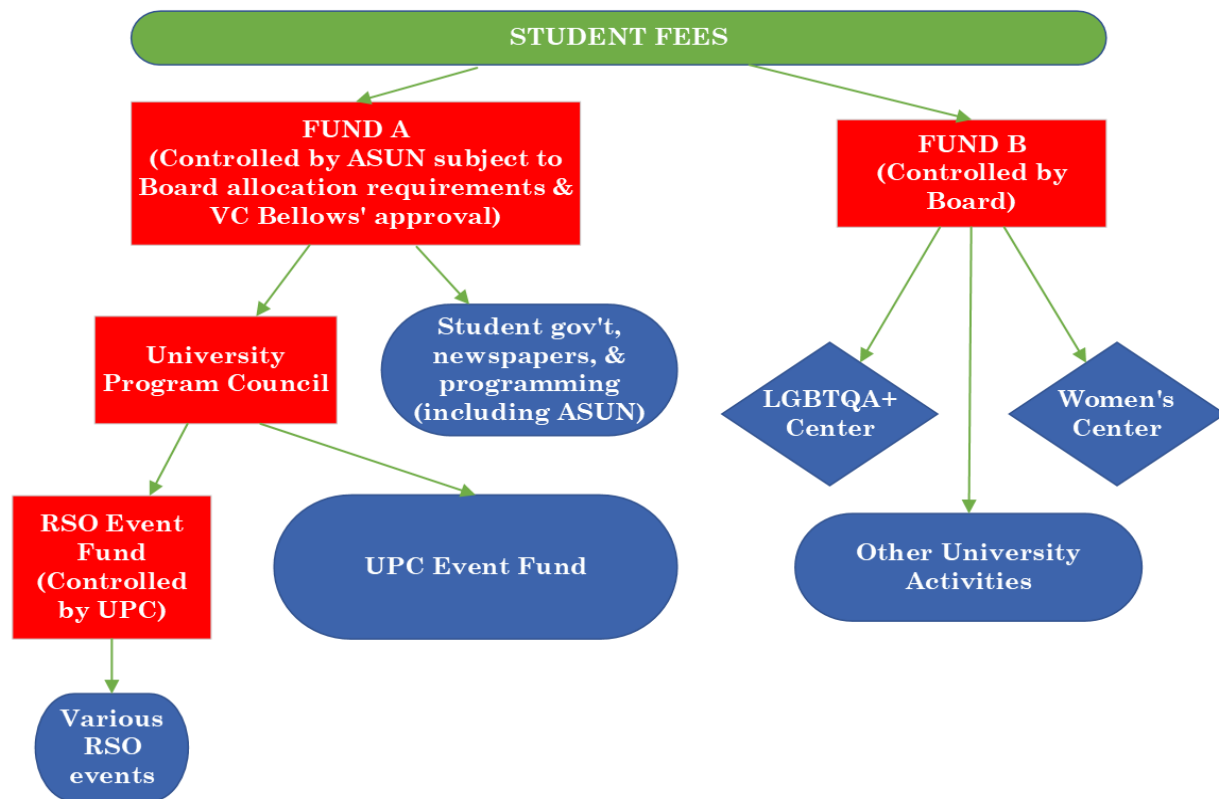 STUDENT FEES
FUND A
(Controlled by ASUN subject to
Board allocation requirements &
VC Bellows' approval)
FUND B
(Controlled by
Board)
University
Program Council
Student gov't,
newspapers, &
programming
(including ASUN)
LGBTQA+
Center
Women's
Center
RSO Event
Fund
(Controlled
by UPC)
UPC Event Fund
Other University
Activities
Various
RSO
events